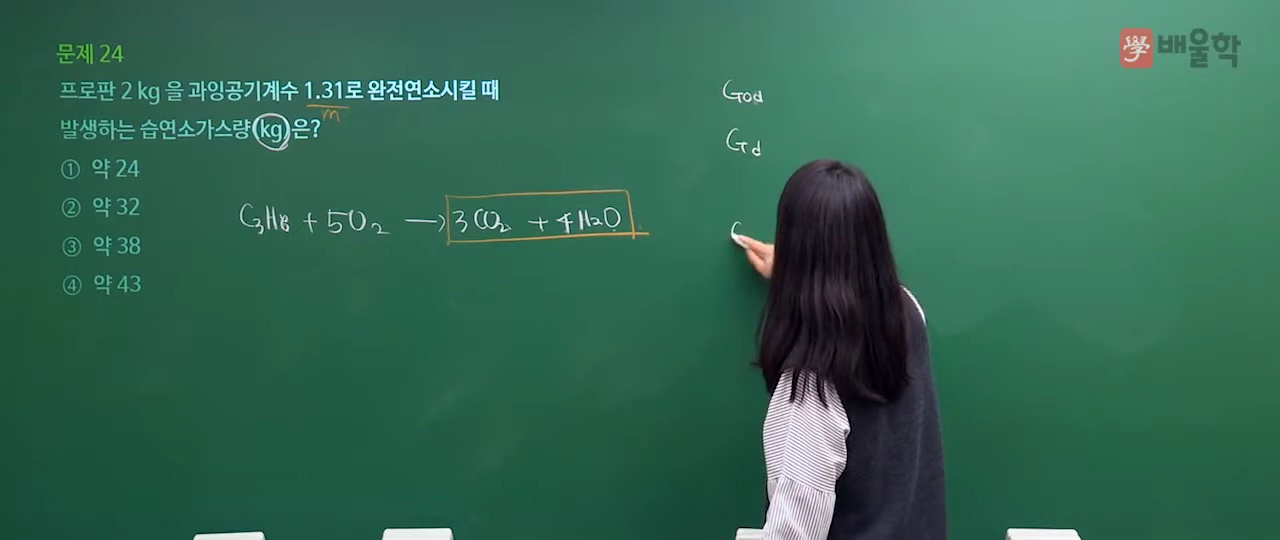 문제 24
프로판 2 kg 을 과잉공기계수 1.31로 완전연소시킬 때
m
발생하는 습연소가스량(kg)은?
① 약 24
② 약 32
③ 약 38
④ 약 43
C3H8 + 5O2 → 3CO2 + 4H2O
學 배울학
God
Gd
G